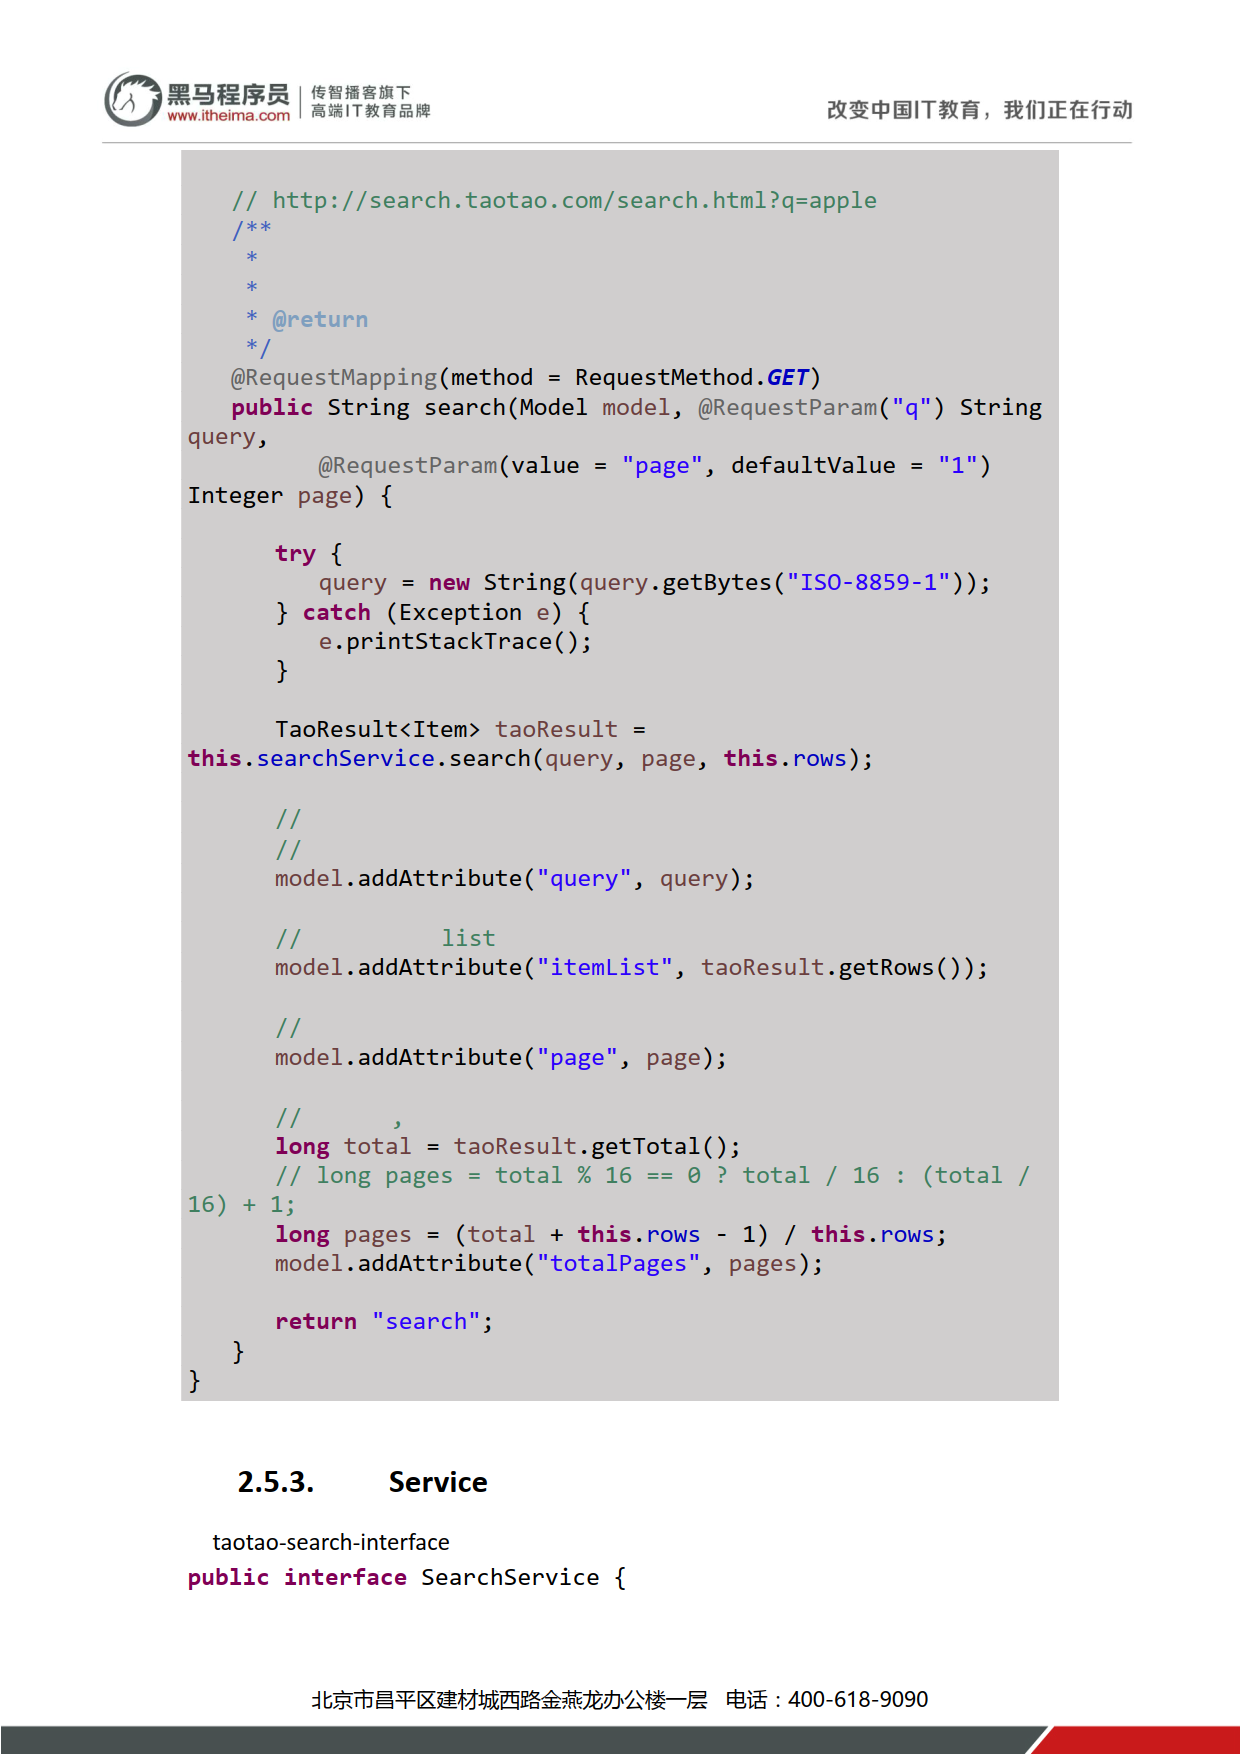 黑马程序员 传智播客旗下
www.itheima.com 高端IT教育品牌
改变中国IT教育，我们正在行动
// http://search.taotao.com/search.html?q=apple
/**
*
*
* @return
*/
@RequestMapping(method = RequestMethod.GET)
public String search(Model model, @RequestParam("q") String
query,
@RequestParam(value = "page", defaultValue = "1")
Integer page) {
try {
query = new String(query.getBytes("ISO-8859-1"));
} catch (Exception e) {
e.printStackTrace();
}
TaoResult<Item> taoResult =
this.searchService.search(query, page, this.rows);
//
//
model.addAttribute("query", query);
// list
model.addAttribute("itemList", taoResult.getRows());
//
model.addAttribute("page", page);
// ,
long total = taoResult.getTotal();
// long pages = total % 16 == 0 ? total / 16 : (total /
16) + 1;
long pages = (total + this.rows - 1) / this.rows;
model.addAttribute("totalPages", pages);
return "search";
}
}
2.5.3. Service
taotao-search-interface
public interface SearchService {
北京市昌平区建材城西路金燕龙办公楼一层 电话：400-618-9090